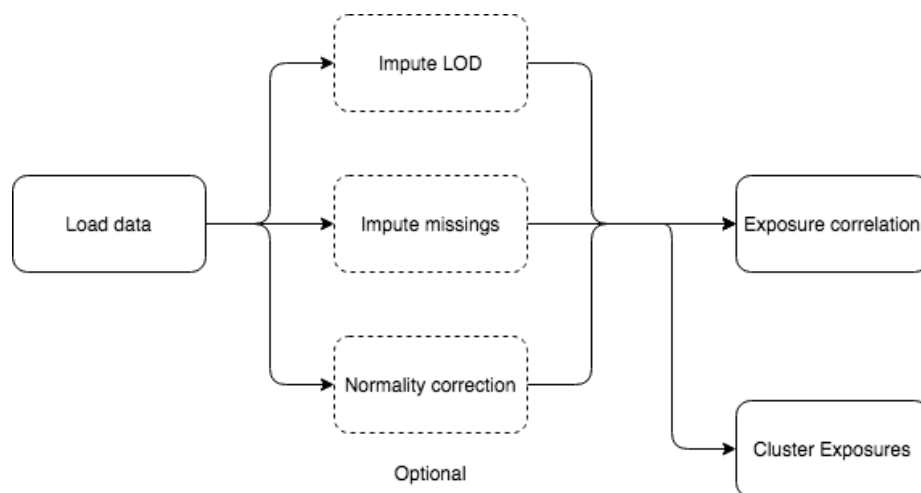 Impute LOD
Load data
Impute missings
Exposure correlation
Normality correction
Cluster Exposures
Optional